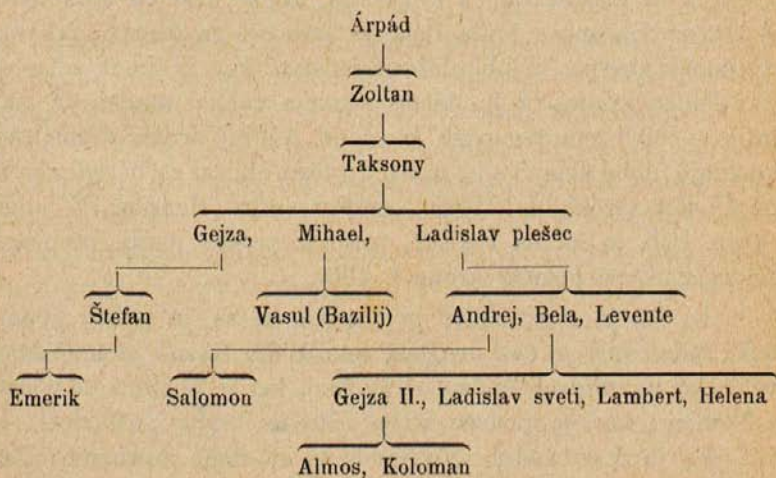 Árpád
Zoltan
Taksony
Gejza, Mihael, Ladislav plešec
Štefan Vasul (Bazilij) Andrej, Bela, Levente
Emerik Salomon Gejza II., Ladislav sveti, Lambert, Helena
Almos, Koloman